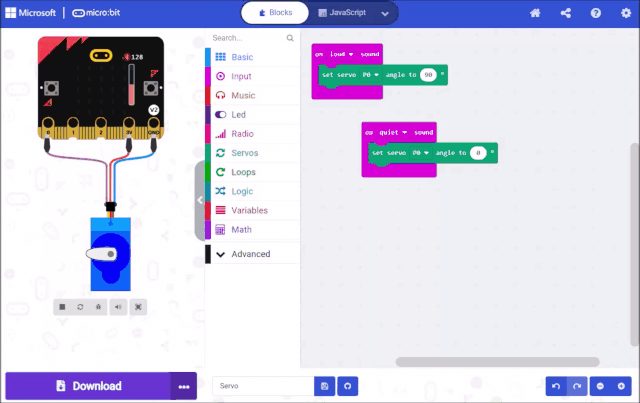 Microsoft
micro:bit
Blocks
JavaScript
128
V2
0
1
2
3V
GND
Download
Search...
Basic
Input
Music
Led
Radio
Servos
Loops
Logic
Variables
Math
Advanced
on loud sound
set servo P0 angle to 90 °
on quiet sound
set servo P0 angle to 0 °
Servo